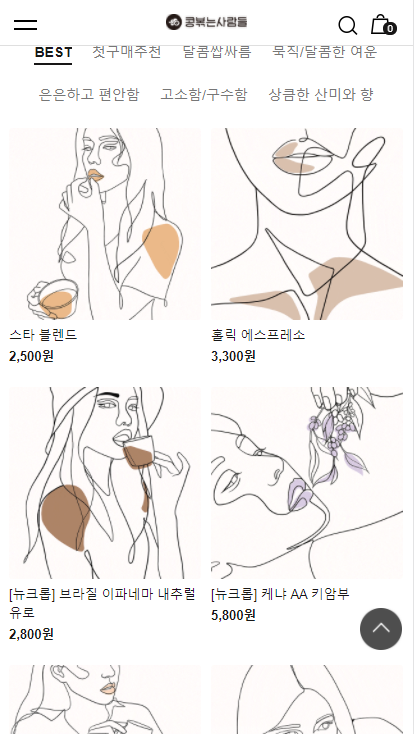 콩볶는사람들
0
BEST 첫구매추천 달콤쌉싸름 묵직/달콤한 여운
은은하고 편안함 고소함/구수함 상큼한 산미와 향
스타 블렌드
2,500원
홀릭 에스프레소
3,300원
[뉴크롭] 브라질 이파네마 내추럴
유로
2,800원
[뉴크롭] 케냐 AA 키암부
5,800원